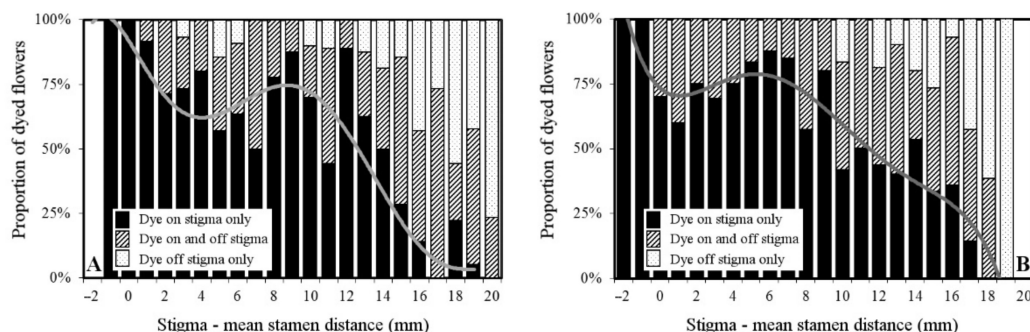 Proportion of dyed flowers
100%
75%
50%
25%
0%
Dye on stigma only
Dye on and off stigma
Dye off stigma only
A
−2 0 2 4 6 8 10 12 14 16 18 20
Stigma - mean stamen distance (mm)
Proportion of dyed flowers
100%
75%
50%
25%
0%
Dye on stigma only
Dye on and off stigma
Dye off stigma only
B
−2 0 2 4 6 8 10 12 14 16 18 20
Stigma - mean stamen distance (mm)